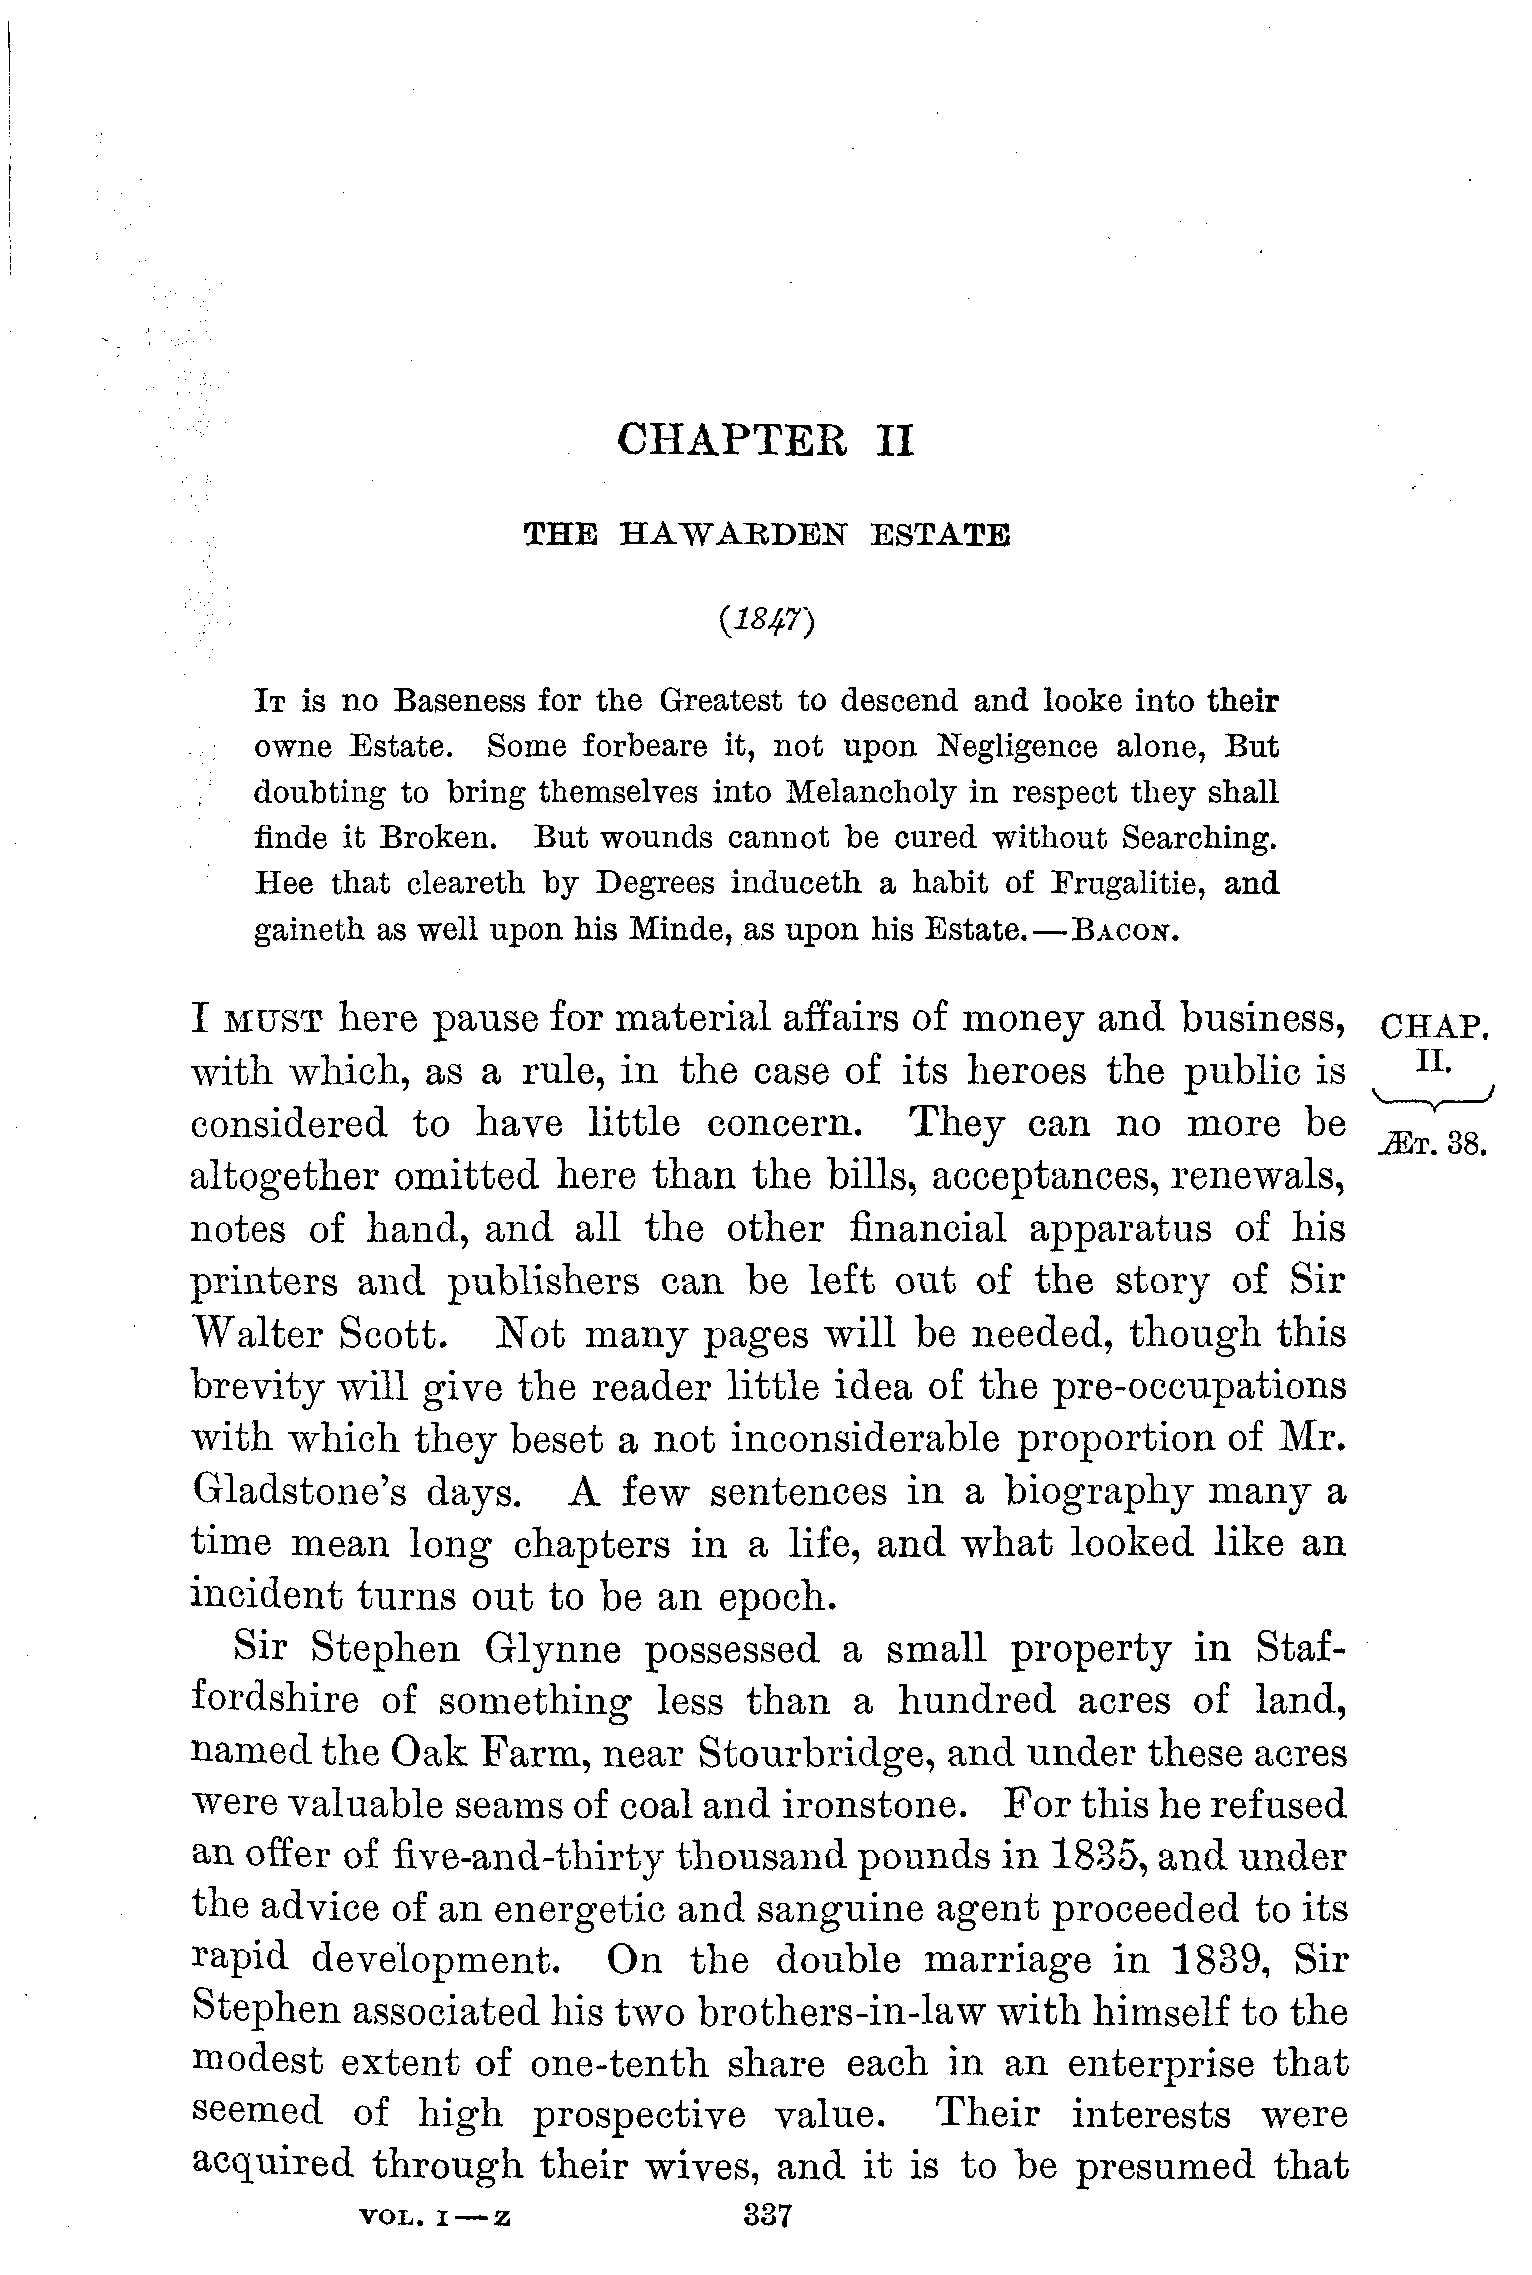 CHAPTER II
THE HAWARDEN ESTATE
(1847)
IT is no Baseness for the Greatest to descend and looke into their
owne Estate. Some forbeare it, not upon Negligence alone, But
doubting to bring themselves into Melancholy in respect they shall
finde it Broken. But wounds cannot be cured without Searching.
Hee that cleareth by Degrees induceth a habit of Frugalitie, and
gaineth as well upon his Minde, as upon his Estate.—BACON.
I MUST here pause for material affairs of money and business,
with which, as a rule, in the case of its heroes the public is
considered to have little concern. They can no more be
altogether omitted here than the bills, acceptances, renewals,
notes of hand, and all the other financial apparatus of his
printers and publishers can be left out of the story of Sir
Walter Scott. Not many pages will be needed, though this
brevity will give the reader little idea of the pre-occupations
with which they beset a not inconsiderable proportion of Mr.
Gladstone's days. A few sentences in a biography many a
time mean long chapters in a life, and what looked like an
incident turns out to be an epoch.
CHAP.
II.
ÆT. 38.
Sir Stephen Glynne possessed a small property in Staf-
fordshire of something less than a hundred acres of land,
named the Oak Farm, near Stourbridge, and under these acres
were valuable seams of coal and ironstone. For this he refused
an offer of five-and-thirty thousand pounds in 1835, and under
the advice of an energetic and sanguine agent proceeded to its
rapid development. On the double marriage in 1839, Sir
Stephen associated his two brothers-in-law with himself to the
modest extent of one-tenth share each in an enterprise that
seemed of high prospective value. Their interests were
acquired through their wives, and it is to be presumed that
VOL. I—Z 337